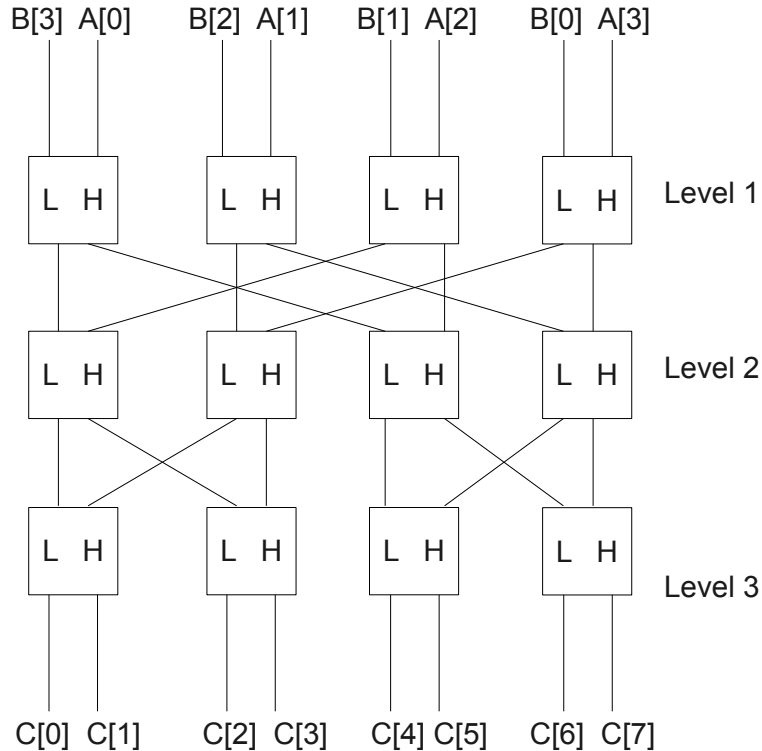 B[3] A[0] B[2] A[1] B[1] A[2] B[0] A[3]
L H L H L H L H Level 1
L H L H L H L H Level 2
L H L H L H L H
Level 3
C[0] C[1] C[2] C[3] C[4] C[5] C[6] C[7]